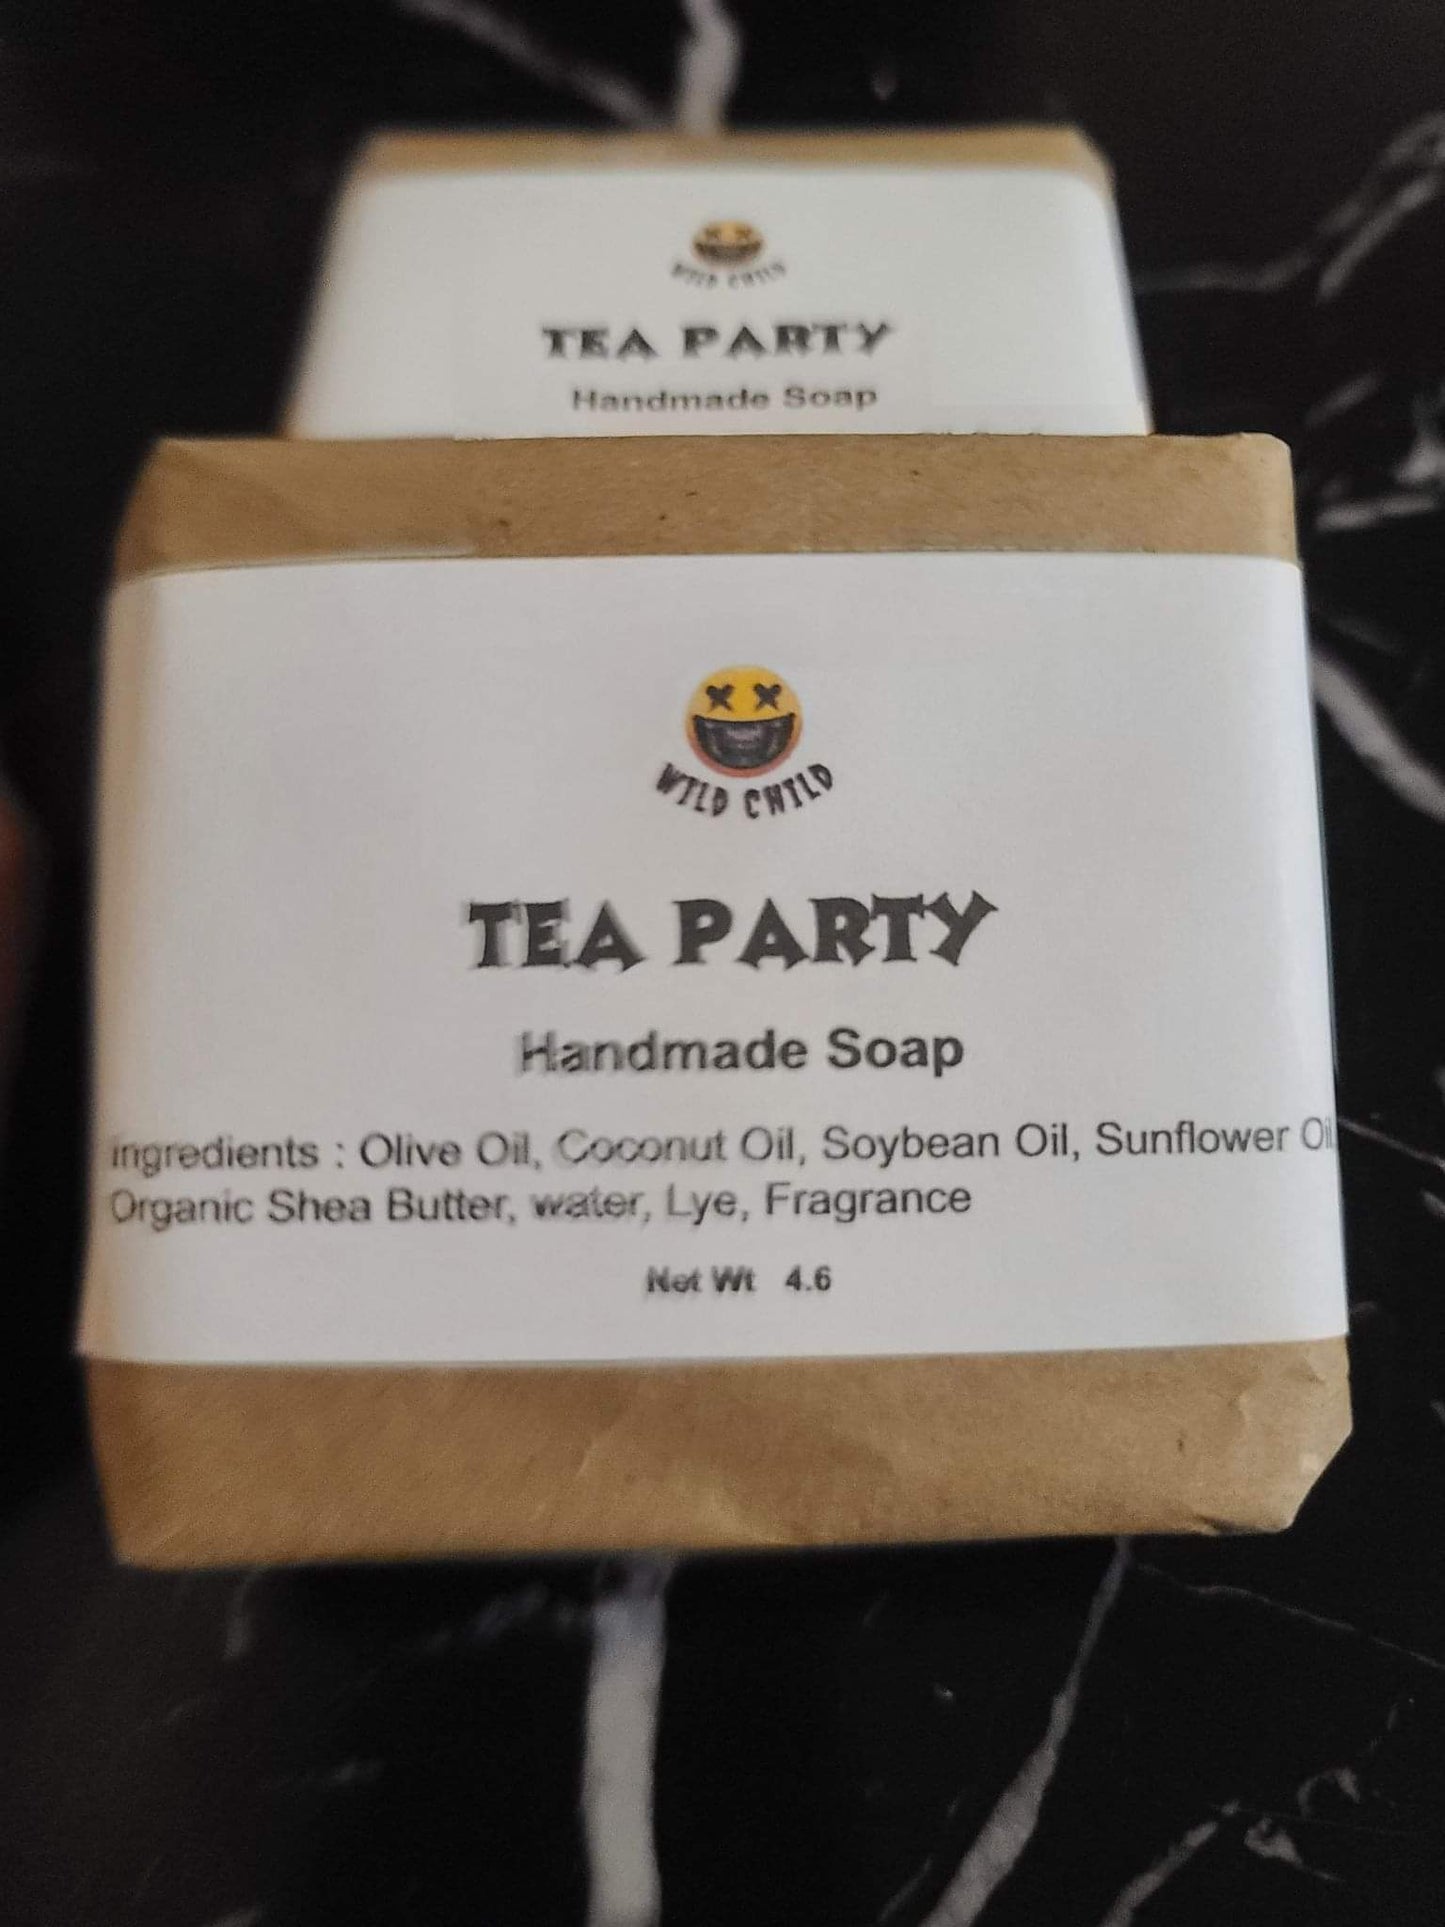 WILD CHILD
TEA PARTY
Handmade Soap
WILD CHILD
TEA PARTY
Handmade Soap
ingredients : Olive Oil, Coconut Oil, Soybean Oil, Sunflower Oil
Organic Shea Butter, water, Lye, Fragrance
Net Wt 4.6